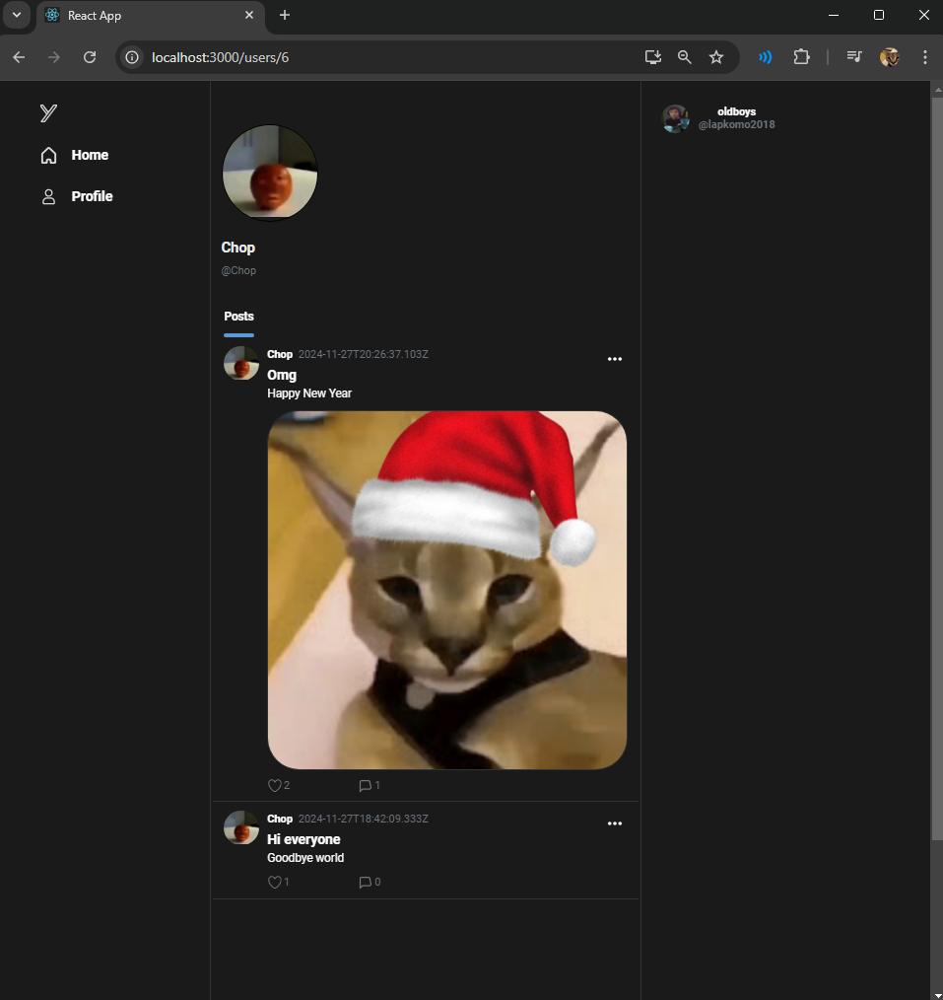 React App
localhost:3000/users/6
Home
Profile
oldboys
@lapkomo2018
Chop
@Chop
Posts
Chop 2024-11-27T20:26:37.103Z
Omg
Happy New Year
2 1
Chop 2024-11-27T18:42:09.333Z
Hi everyone
Goodbye world
1 0